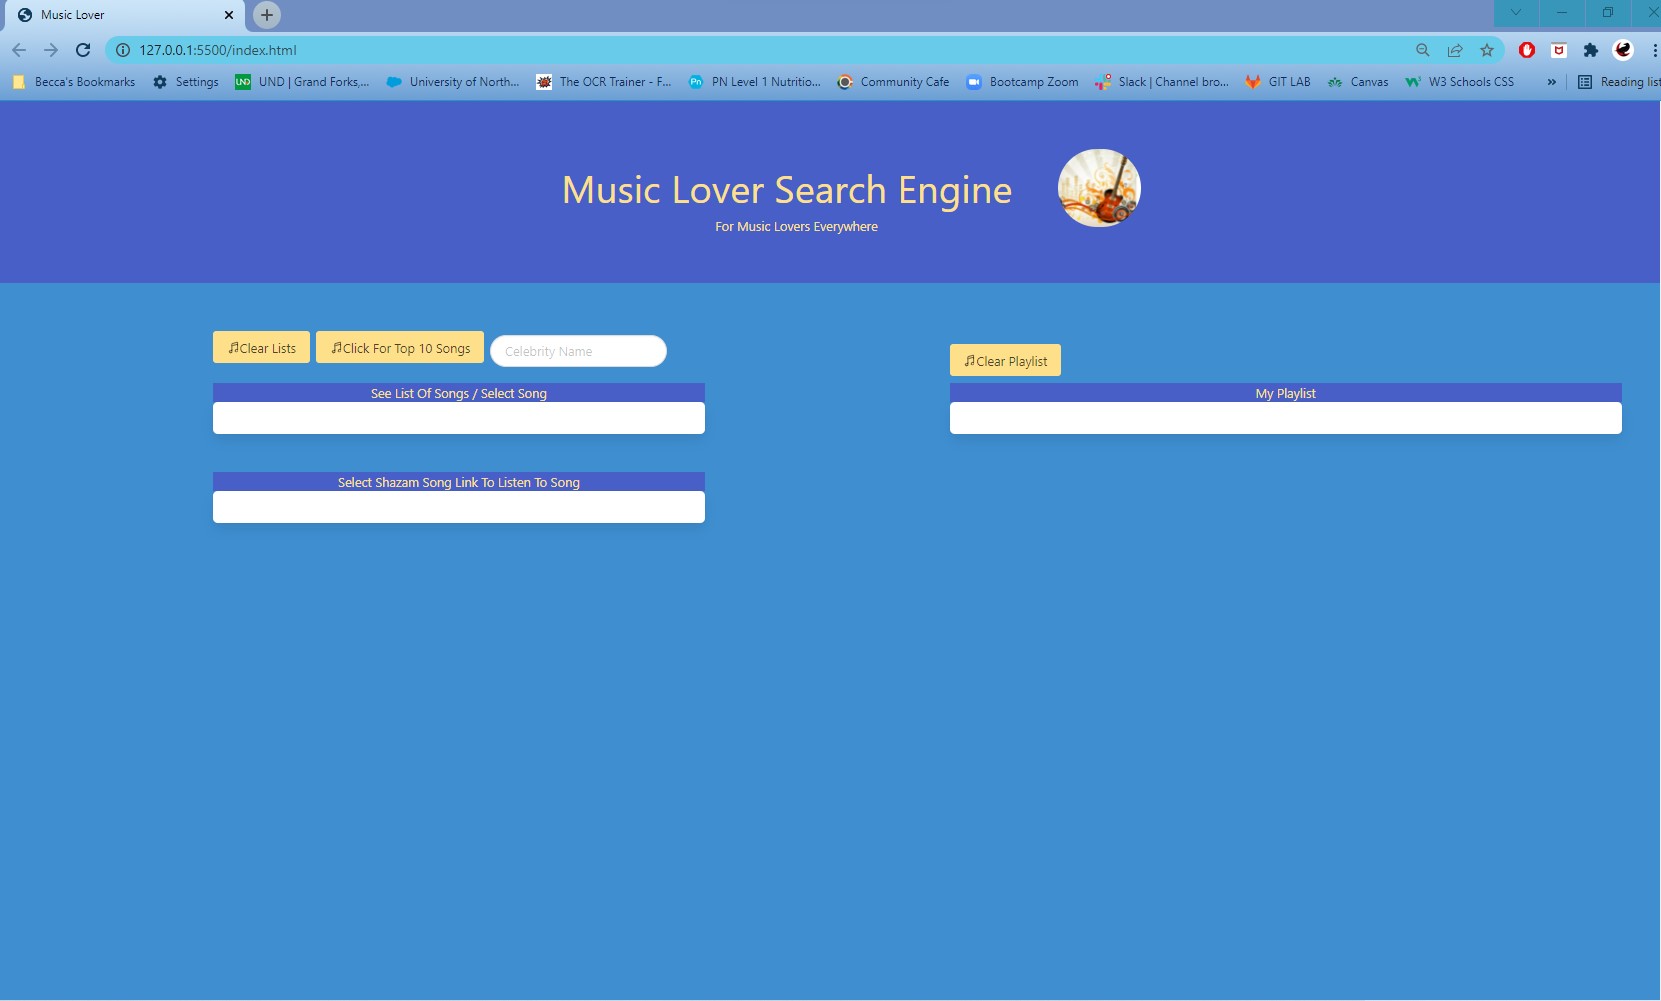 Music Lover
127.0.0.1:5500/index.html
Becca's Bookmarks Settings UND | Grand Forks,... University of North... The OCR Trainer - F... PN Level 1 Nutritio... Community Cafe Bootcamp Zoom Slack | Channel bro... GIT LAB Canvas W3 Schools CSS » Reading list
Music Lover Search Engine
For Music Lovers Everywhere
♫Clear Lists ♫Click For Top 10 Songs Celebrity Name
♫Clear Playlist
See List Of Songs / Select Song
My Playlist
Select Shazam Song Link To Listen To Song